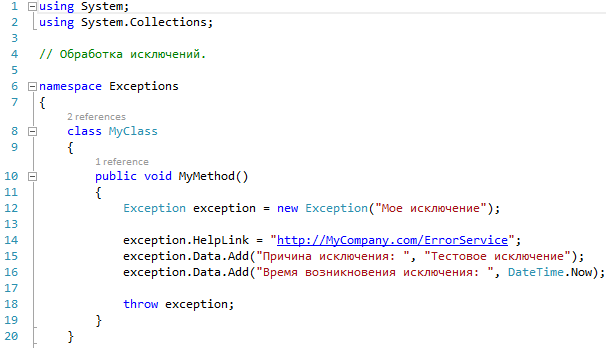 1 using System;
2 using System.Collections;
3
4 // Обработка исключений.
5
6 namespace Exceptions
7 {
2 references
8 class MyClass
9 {
1 reference
10 public void MyMethod()
11 {
12 Exception exception = new Exception("Мое исключение");
13
14 exception.HelpLink = "http://MyCompany.com/ErrorService";
15 exception.Data.Add("Причина исключения: ", "Тестовое исключение");
16 exception.Data.Add("Время возникновения исключения: ", DateTime.Now);
17
18 throw exception;
19 }
20 }